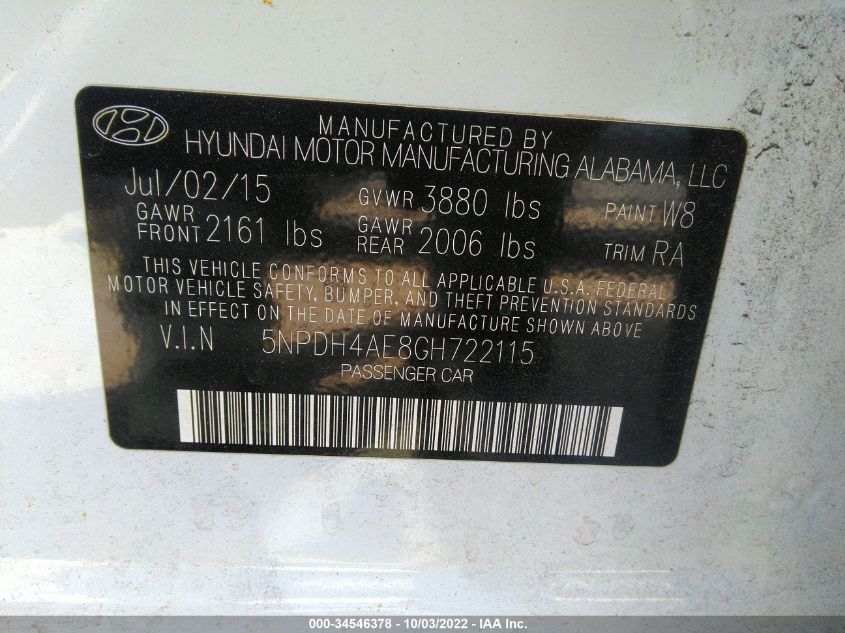 MANUFACTURED BY
HYUNDAI MOTOR MANUFACTURING ALABAMA, LLC
Jul/02/15 GVWR 3880 lbs PAINT W8
GAWR FRONT 2161 lbs GAWR REAR 2006 lbs TRIM RA
THIS VEHICLE CONFORMS TO ALL APPLICABLE U.S.A. FEDERAL
MOTOR VEHICLE SAFETY, BUMPER, AND THEFT PREVENTION STANDARDS
IN EFFECT ON THE DATE OF MANUFACTURE SHOWN ABOVE
V.I.N 5NPDH4AE8GH722115
PASSENGER CAR
000-34546378 - 10/03/2022 - IAA Inc.